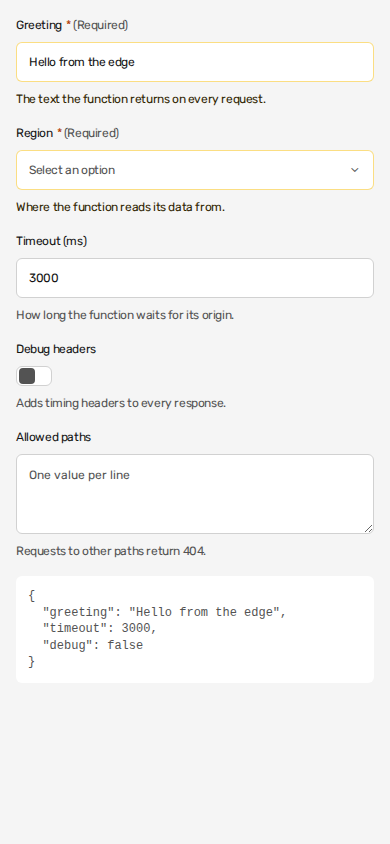 Greeting * (Required)
Hello from the edge
The text the function returns on every request.
Region * (Required)
Select an option
Where the function reads its data from.
Timeout (ms)
3000
How long the function waits for its origin.
Debug headers
Adds timing headers to every response.
Allowed paths
One value per line
Requests to other paths return 404.
{
  "greeting": "Hello from the edge",
  "timeout": 3000,
  "debug": false
}